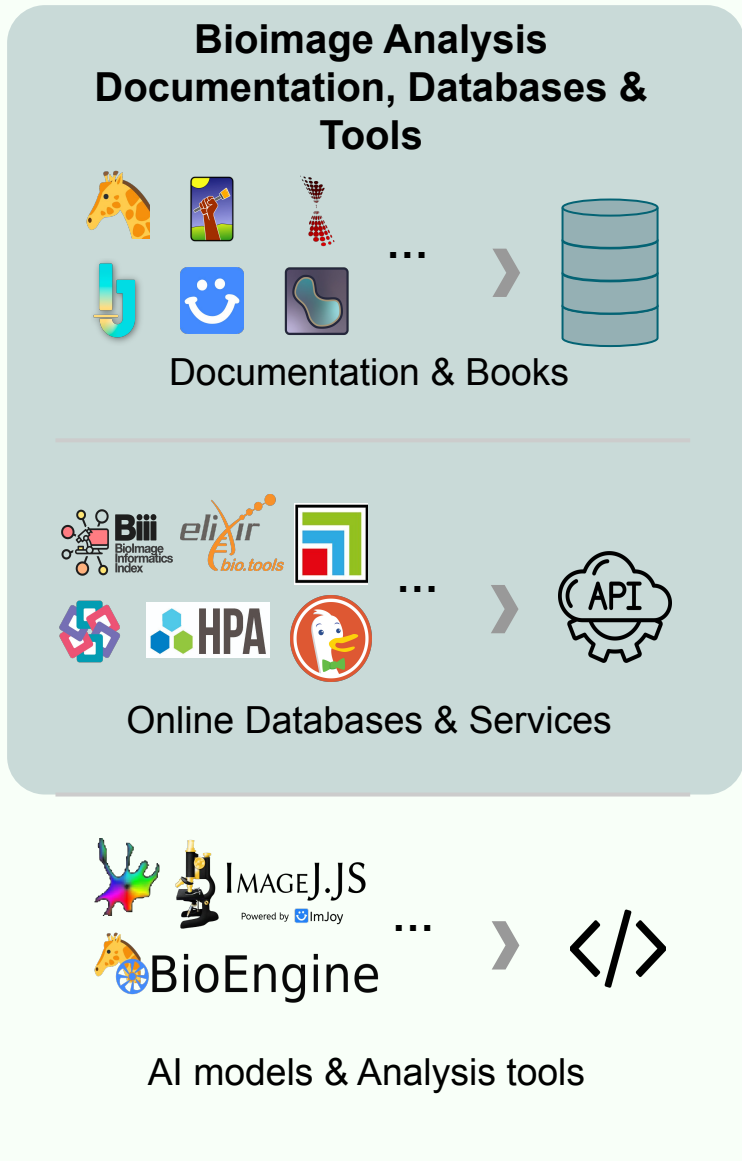 Bioimage Analysis
Documentation, Databases &
Tools
...
Documentation & Books
Biii
BioImage
Informatics
Index
elixir
bio.tools
...
HPA
API
Online Databases & Services
IMAGEJ.JS
Powered by ImJoy
...
</>
BioEngine
AI models & Analysis tools